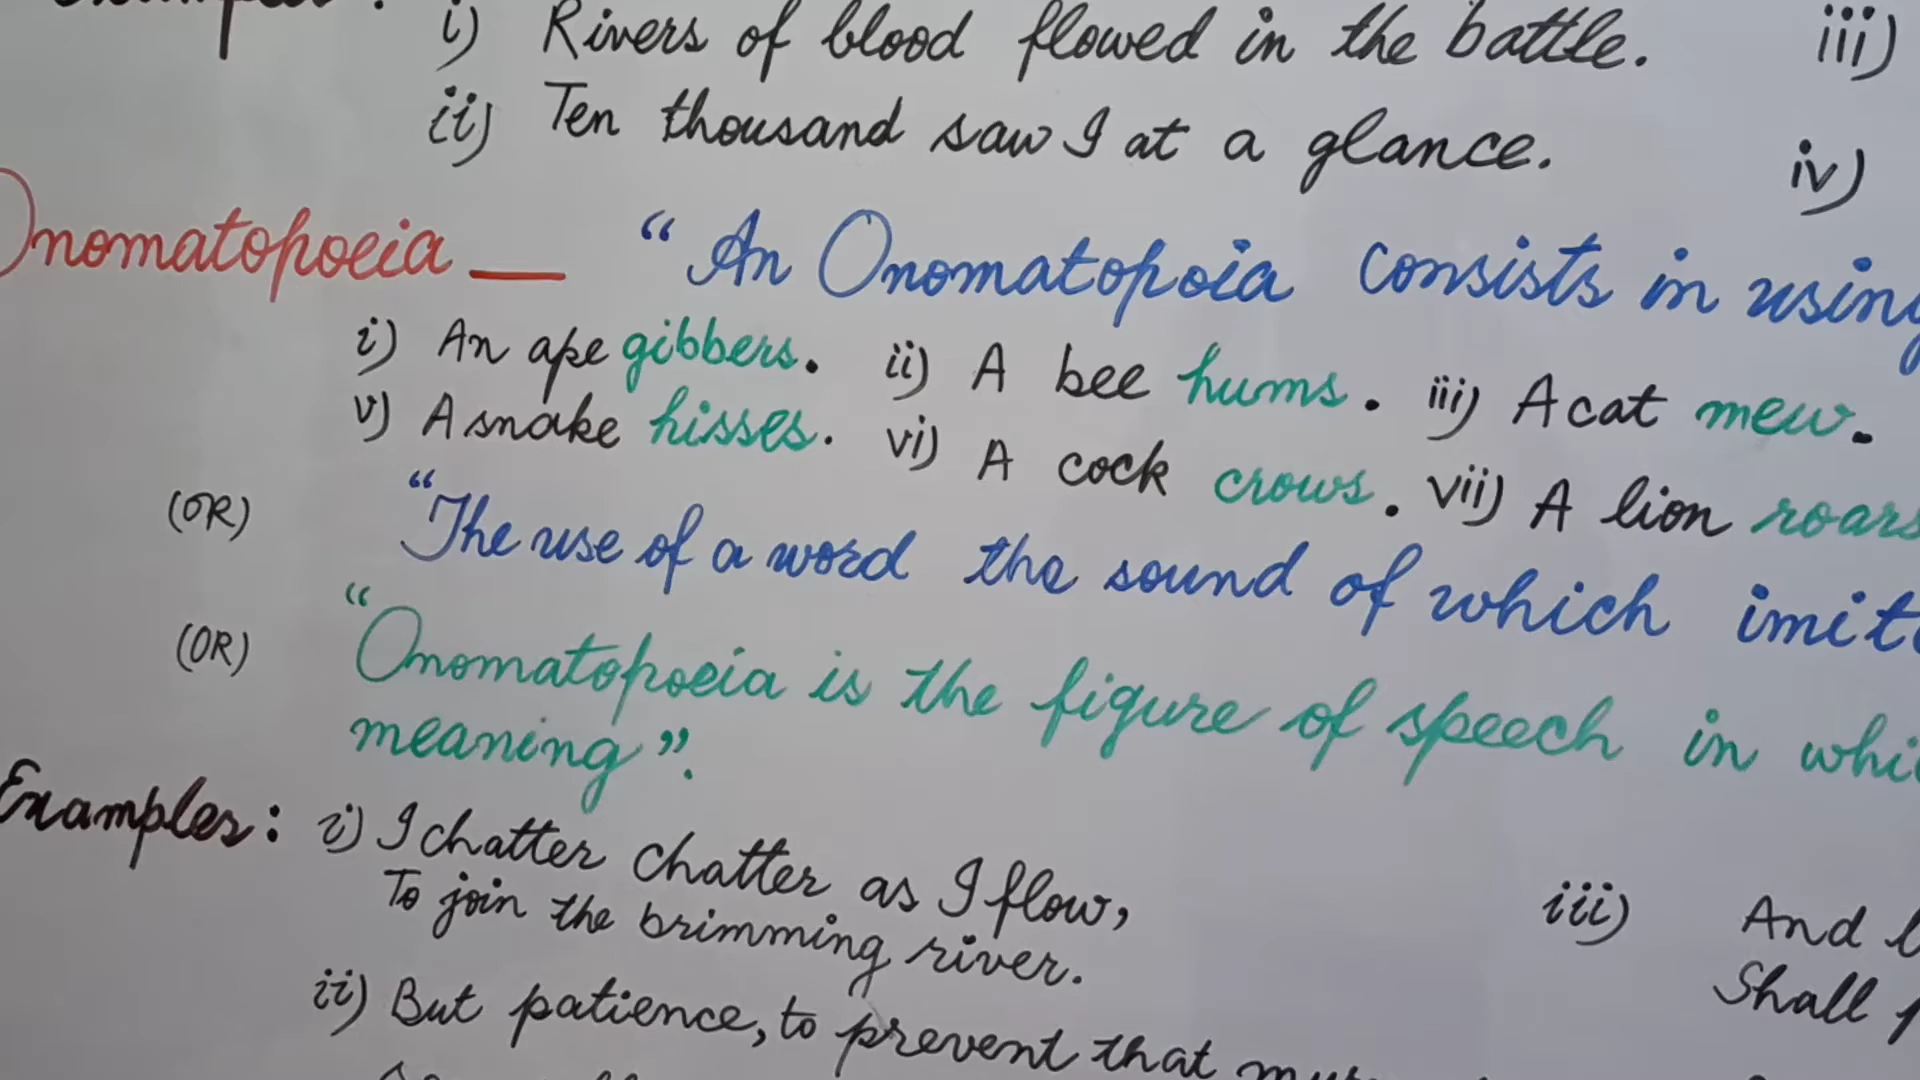 i) Rivers of blood flowed in the battle. iii)
ii) Ten thousand saw I at a glance. iv)
Onomatopoeia — “An Onomatopoia consists in using
i) An ape gibbers. ii) A bee hums. iii) A cat mew.
v) A snake hisses. vi) A cock crows. vii) A lion roars
(OR) “The use of a word the sound of which
(OR) “Onomatopoeia is the figure of speech in
meaning”.
Examples: i) I chatter chatter as I flow,
To join the brimming river.
iii) And
Shall
ii) But patience, to prevent that